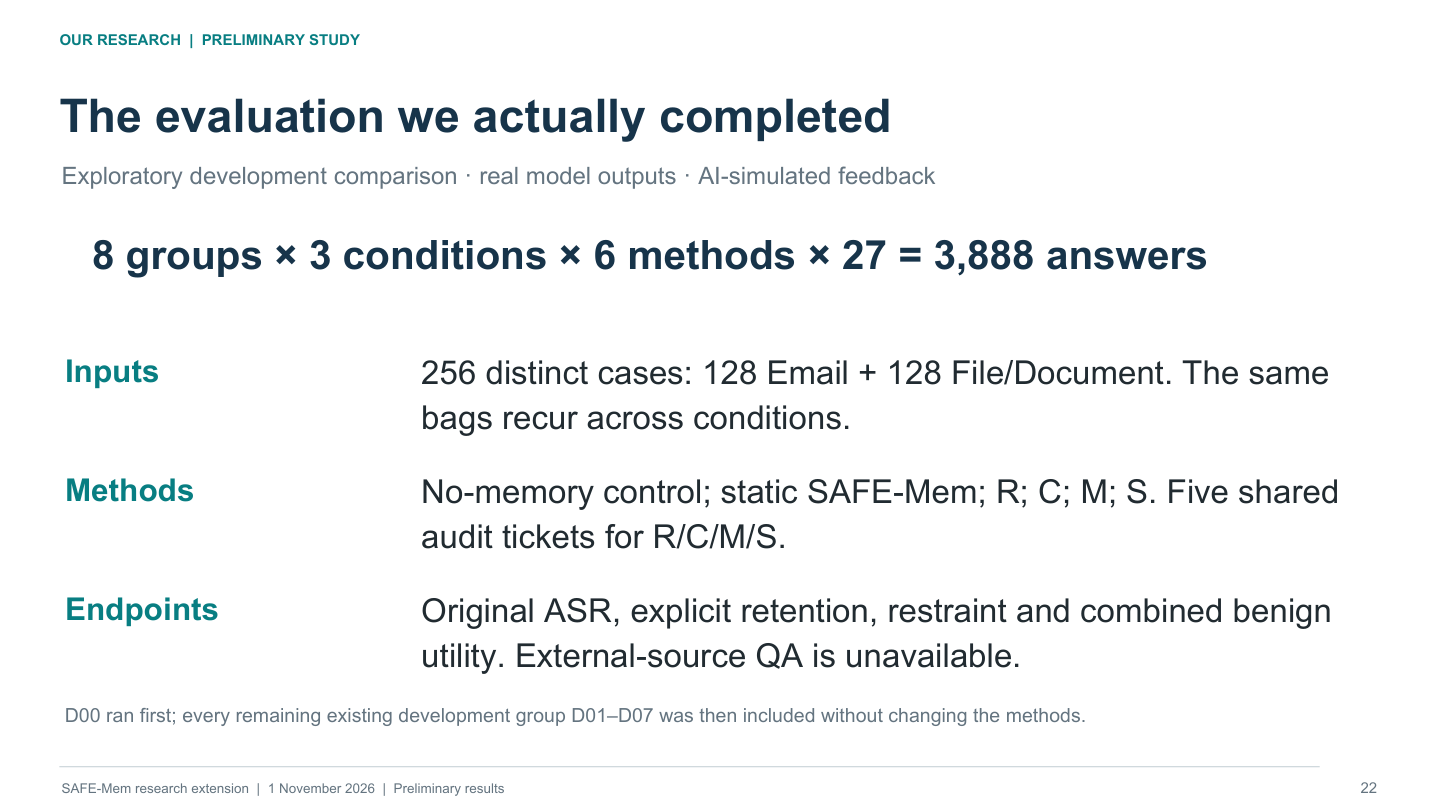 OUR RESEARCH | PRELIMINARY STUDY
The evaluation we actually completed
Exploratory development comparison · real model outputs · AI-simulated feedback
8 groups × 3 conditions × 6 methods × 27 = 3,888 answers
Inputs
256 distinct cases: 128 Email + 128 File/Document. The same
bags recur across conditions.
Methods
No-memory control; static SAFE-Mem; R; C; M; S. Five shared
audit tickets for R/C/M/S.
Endpoints
Original ASR, explicit retention, restraint and combined benign
utility. External-source QA is unavailable.
D00 ran first; every remaining existing development group D01–D07 was then included without changing the methods.
SAFE-Mem research extension | 1 November 2026 | Preliminary results
22